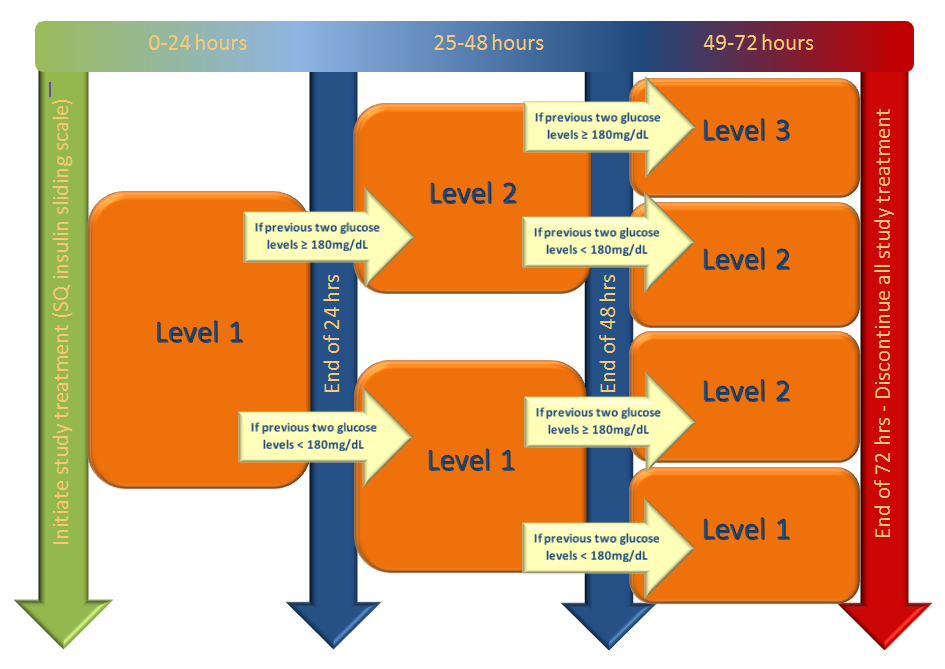 0-24 hours
25-48 hours
49-72 hours
Initiate study treatment (SQ insulin sliding scale)
Level 1
If previous two glucose
levels ≥ 180mg/dL
If previous two glucose
levels < 180mg/dL
End of 24 hrs
Level 2
Level 1
If previous two glucose
levels ≥ 180mg/dL
If previous two glucose
levels < 180mg/dL
If previous two glucose
levels ≥ 180mg/dL
If previous two glucose
levels < 180mg/dL
End of 48 hrs
Level 3
Level 2
Level 2
Level 1
End of 72 hrs - Discontinue all study treatment